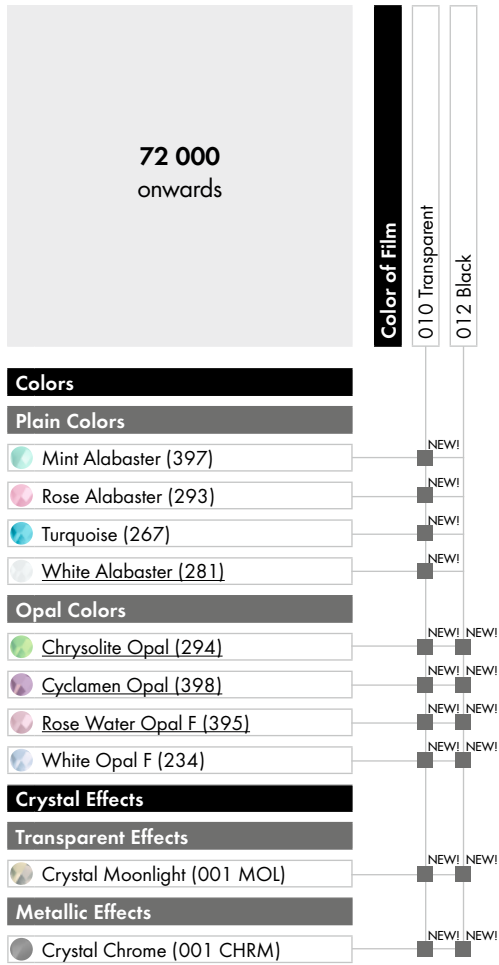 72 000
onwards
Color of Film
010 Transparent
012 Black
Colors
Plain Colors
NEW!
Mint Alabaster (397)
NEW!
Rose Alabaster (293)
NEW!
Turquoise (267)
NEW!
White Alabaster (281)
Opal Colors
NEW! NEW!
Chrysolite Opal (294)
NEW! NEW!
Cyclamen Opal (398)
NEW! NEW!
Rose Water Opal F (395)
NEW! NEW!
White Opal F (234)
Crystal Effects
Transparent Effects
NEW! NEW!
Crystal Moonlight (001 MOL)
Metallic Effects
NEW! NEW!
Crystal Chrome (001 CHRM)